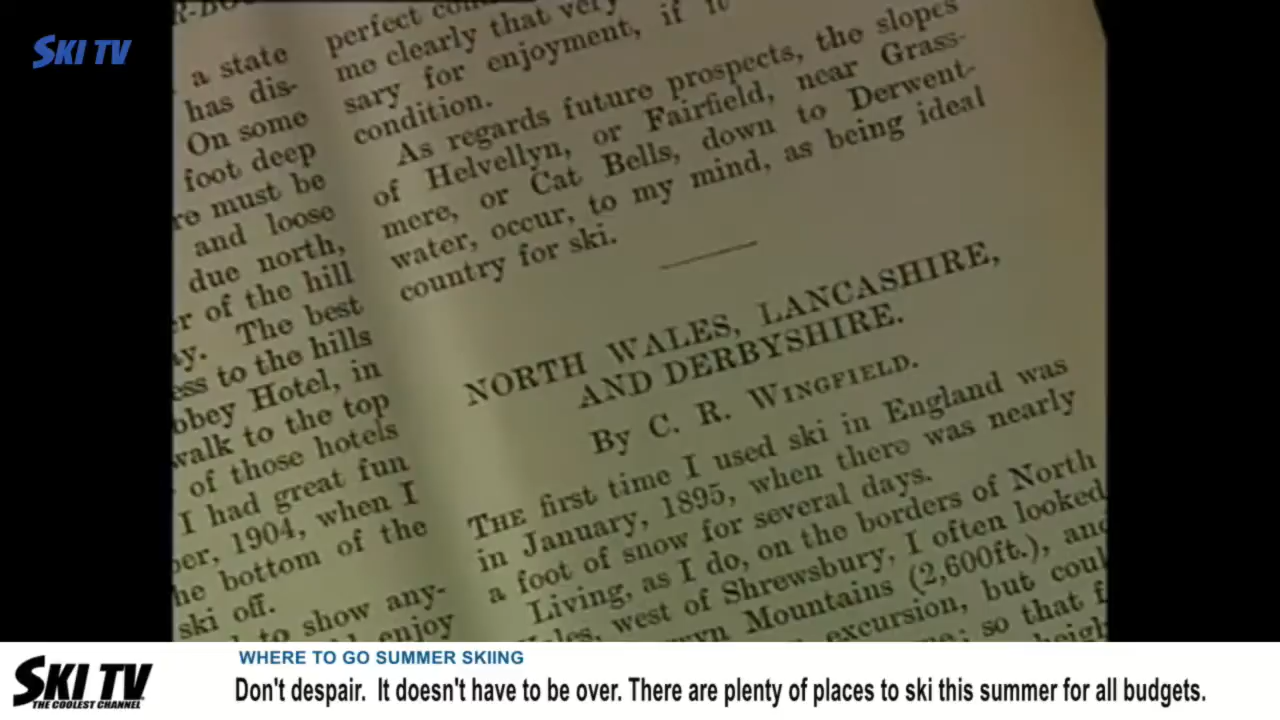 SKI TV
a state
has dis-
On some
foot deep
must be
and loose
due north,
of the hill
The best
to the hills
Hotel, in
walk to the top
of those hotels
I had great fun
1904, when I
bottom of the
ski off.
to show any-
enjoy
perfect
me clearly that very
sary for enjoyment, if it
condition.
As regards future prospects, the slopes
of Helvellyn, or Fairfield, near Grass-
mere, or Cat Bells, down to Derwent-
water, occur, to my mind, as being ideal
country for ski.
NORTH WALES, LANCASHIRE,
AND DERBYSHIRE.
By C. R. WINGFIELD.
THE first time I used ski in England was
in January, 1895, when there was nearly
a foot of snow for several days.
Living, as I do, on the borders of North
west of Shrewsbury, I often looked
Mountains (2,600ft.), and
excursion, but
so that
SKI TV
THE COOLEST CHANNEL
WHERE TO GO SUMMER SKIING
Don't despair. It doesn't have to be over. There are plenty of places to ski this summer for all budgets.